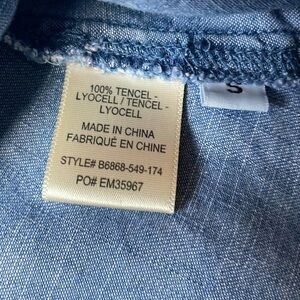 100% TENCEL -
LYOCELL / TENCEL -
LYOCELL
MADE IN CHINA
FABRIQUÉ EN CHINE
STYLE# B6868-549-174
PO# EM35967
S